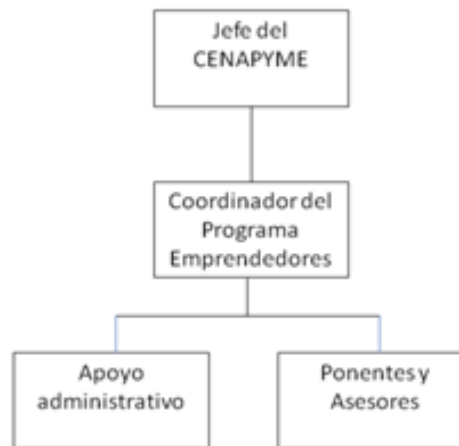 Jefe del
CENAPYME
Coordinador del
Programa
Emprendedores
Apoyo
administrativo
Ponentes y
Asesores